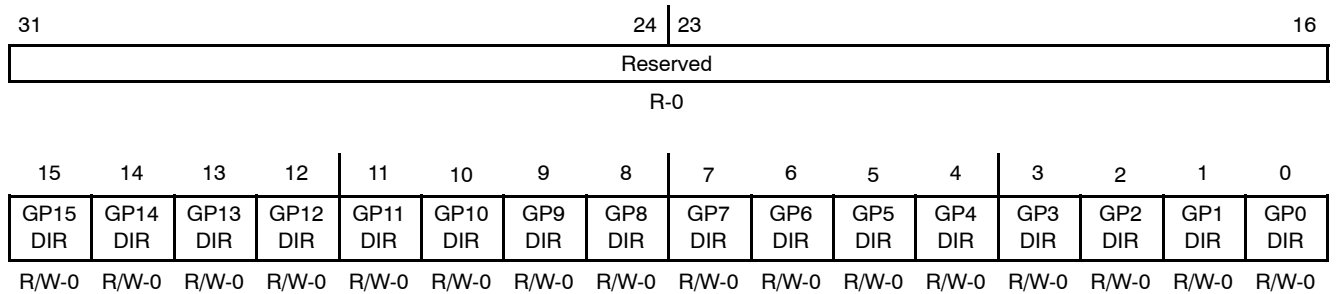 31 24 23 16
Reserved
R-0
15 14 13 12 11 10 9 8 7 6 5 4 3 2 1 0
GP15 GP14 GP13 GP12 GP11 GP10 GP9 GP8 GP7 GP6 GP5 GP4 GP3 GP2 GP1 GP0
DIR DIR DIR DIR DIR DIR DIR DIR DIR DIR DIR DIR DIR DIR DIR DIR
R/W-0 R/W-0 R/W-0 R/W-0 R/W-0 R/W-0 R/W-0 R/W-0 R/W-0 R/W-0 R/W-0 R/W-0 R/W-0 R/W-0 R/W-0 R/W-0